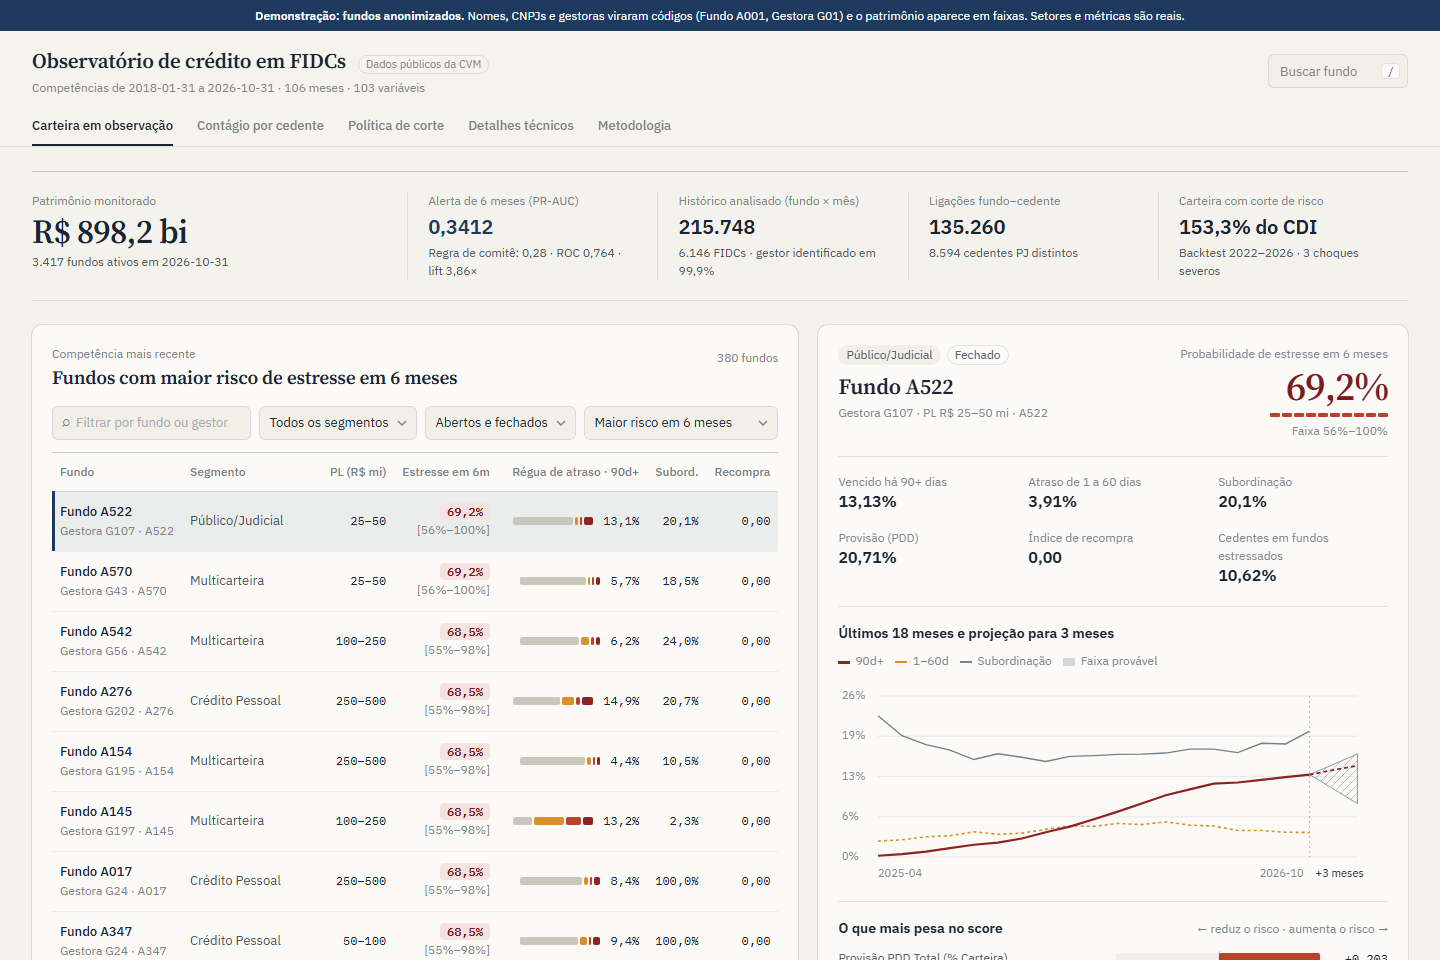 Demonstração: fundos anonimizados. Nomes, CNPJs e gestoras viraram códigos (Fundo A001, Gestora G01) e o patrimônio aparece em faixas. Setores e métricas são reais.
Observatório de crédito em FIDCs
Dados públicos da CVM
Competências de 2018-01-31 a 2026-10-31 · 106 meses · 103 variáveis
Buscar fundo /
Carteira em observação
Contágio por cedente
Política de corte
Detalhes técnicos
Metodologia
Patrimônio monitorado
R$ 898,2 bi
3.417 fundos ativos em 2026-10-31
Alerta de 6 meses (PR-AUC)
0,3412
Regra de comitê: 0,28 · ROC 0,764 ·
lift 3,86×
Histórico analisado (fundo × mês)
215.748
6.146 FIDCs · gestor identificado em
99,9%
Ligações fundo–cedente
135.260
8.594 cedentes PJ distintos
Carteira com corte de risco
153,3% do CDI
Backtest 2022–2026 · 3 choques
severos
Competência mais recente
Fundos com maior risco de estresse em 6 meses
380 fundos
Filtrar por fundo ou gestor
Todos os segmentos
Abertos e fechados
Maior risco em 6 meses
Fundo Segmento PL (R$ mi) Estresse em 6m Régua de atraso · 90d+ Subord. Recompra
Fundo A522
Gestora G107 · A522
Público/Judicial 25–50 69,2% [56%–100%] 13,1% 20,1% 0,00
Fundo A570
Gestora G43 · A570
Multicarteira 25–50 69,2% [56%–100%] 5,7% 18,5% 0,00
Fundo A542
Gestora G56 · A542
Multicarteira 100–250 68,5% [55%–98%] 6,2% 24,0% 0,00
Fundo A276
Gestora G202 · A276
Crédito Pessoal 250–500 68,5% [55%–98%] 14,9% 20,7% 0,00
Fundo A154
Gestora G195 · A154
Multicarteira 250–500 68,5% [55%–98%] 4,4% 10,5% 0,00
Fundo A145
Gestora G197 · A145
Multicarteira 100–250 68,5% [55%–98%] 13,2% 2,3% 0,00
Fundo A017
Gestora G24 · A017
Crédito Pessoal 250–500 68,5% [55%–98%] 8,4% 100,0% 0,00
Fundo A347
Gestora G24 · A347
Crédito Pessoal 50–100 68,5% [55%–98%] 9,4% 100,0% 0,00
Público/Judicial
Fechado
Fundo A522
Gestora G107 · PL R$ 25–50 mi · A522
Probabilidade de estresse em 6 meses
69,2%
Faixa 56%–100%
Vencido há 90+ dias
13,13%
Atraso de 1 a 60 dias
3,91%
Subordinação
20,1%
Provisão (PDD)
20,71%
Índice de recompra
0,00
Cedentes em fundos
estressados
10,62%
Últimos 18 meses e projeção para 3 meses
90d+ 1–60d Subordinação Faixa provável
26%
19%
13%
6%
0%
2025-04 2026-10 +3 meses
O que mais pesa no score
← reduz o risco · aumenta o risco →
Provisão PDD Total (% Carteira) +0,203